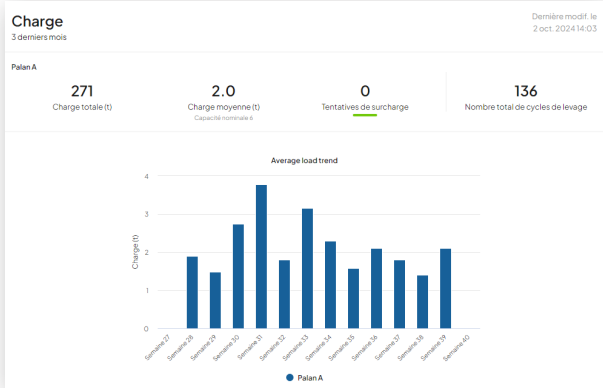 Charge
3 derniers mois
Dernière modif. le
2 oct. 2024 14:03
Palan A
271
Charge totale (t)
2.0
Charge moyenne (t)
Capacité nominale 6
0
Tentatives de surcharge
136
Nombre total de cycles de levage
Average load trend
Charge (t)
4
3
2
1
0
Semaine 27
Semaine 28
Semaine 29
Semaine 30
Semaine 31
Semaine 32
Semaine 33
Semaine 34
Semaine 35
Semaine 36
Semaine 37
Semaine 38
Semaine 39
Semaine 40
Palan A